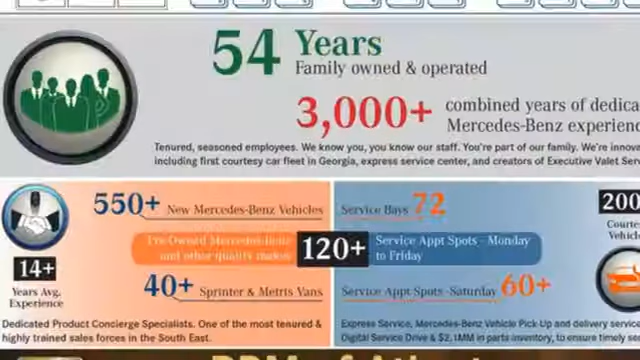 54 Years
Family owned & operated
3,000+ combined years of dedica
Mercedes-Benz experienc
Tenured, seasoned employees. We know you, you know our staff. You're part of our family. We're innova
including first courtesy car fleet in Georgia, express service center, and creators of Executive Valet Serv
550+ New Mercedes-Benz Vehicles
Service Bays 72
200
Courte
Vehicl
Pre-Owned Mercedes-Benz
and other quality makes
120+
Service Appt Spots - Monday
to Friday
14+
Years Avg.
Experience
40+ Sprinter & Metris Vans
Service Appt Spots -Saturday 60+
Dedicated Product Concierge Specialists. One of the most tenured &
highly trained sales forces in the South East.
Express Service, Mercedes-Benz Vehicle Pick-Up and delivery service
Digital Service Drive & $2.1MM in parts inventory, to ensure timely s